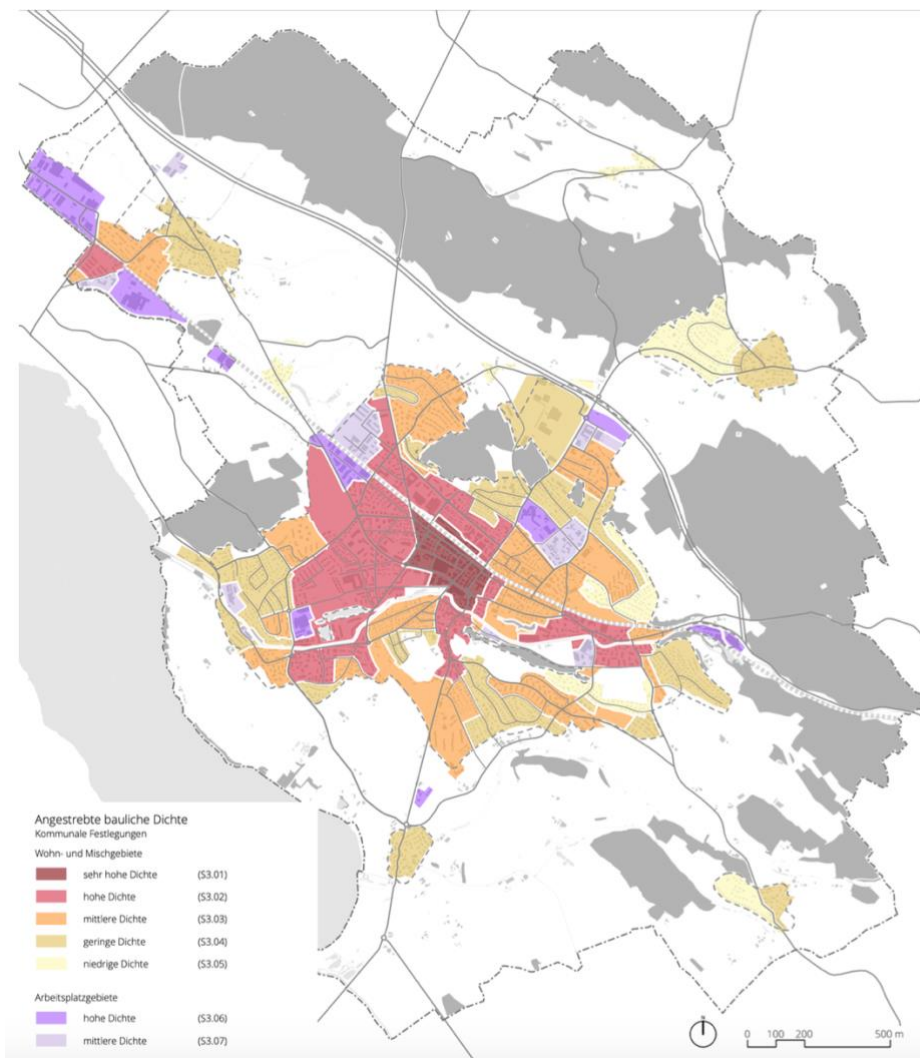 Angestrebte bauliche Dichte
Kommunale Festlegungen
Wohn- und Mischgebiete
sehr hohe Dichte (S3.01)
hohe Dichte (S3.02)
mittlere Dichte (S3.03)
geringe Dichte (S3.04)
niedrige Dichte (S3.05)
Arbeitsplatzgebiete
hohe Dichte (S3.06)
mittlere Dichte (S3.07)
N
0 100 200 500 m